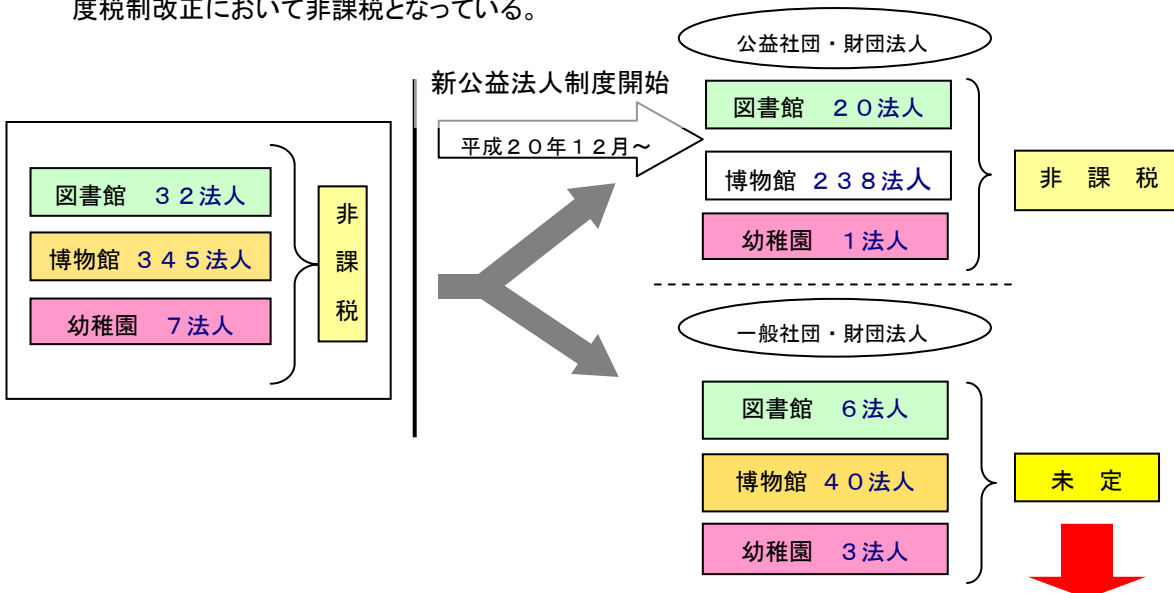 度税制改正において非課税となっている。
新公益法人制度開始
平成２０年１２月～
図書館　３２法人
博物館　３４５法人
幼稚園　７法人
非課税
公益社団・財団法人
図書館　２０法人
博物館　２３８法人
幼稚園　１法人
非　課　税
一般社団・財団法人
図書館　６法人
博物館　４０法人
幼稚園　３法人
未　定